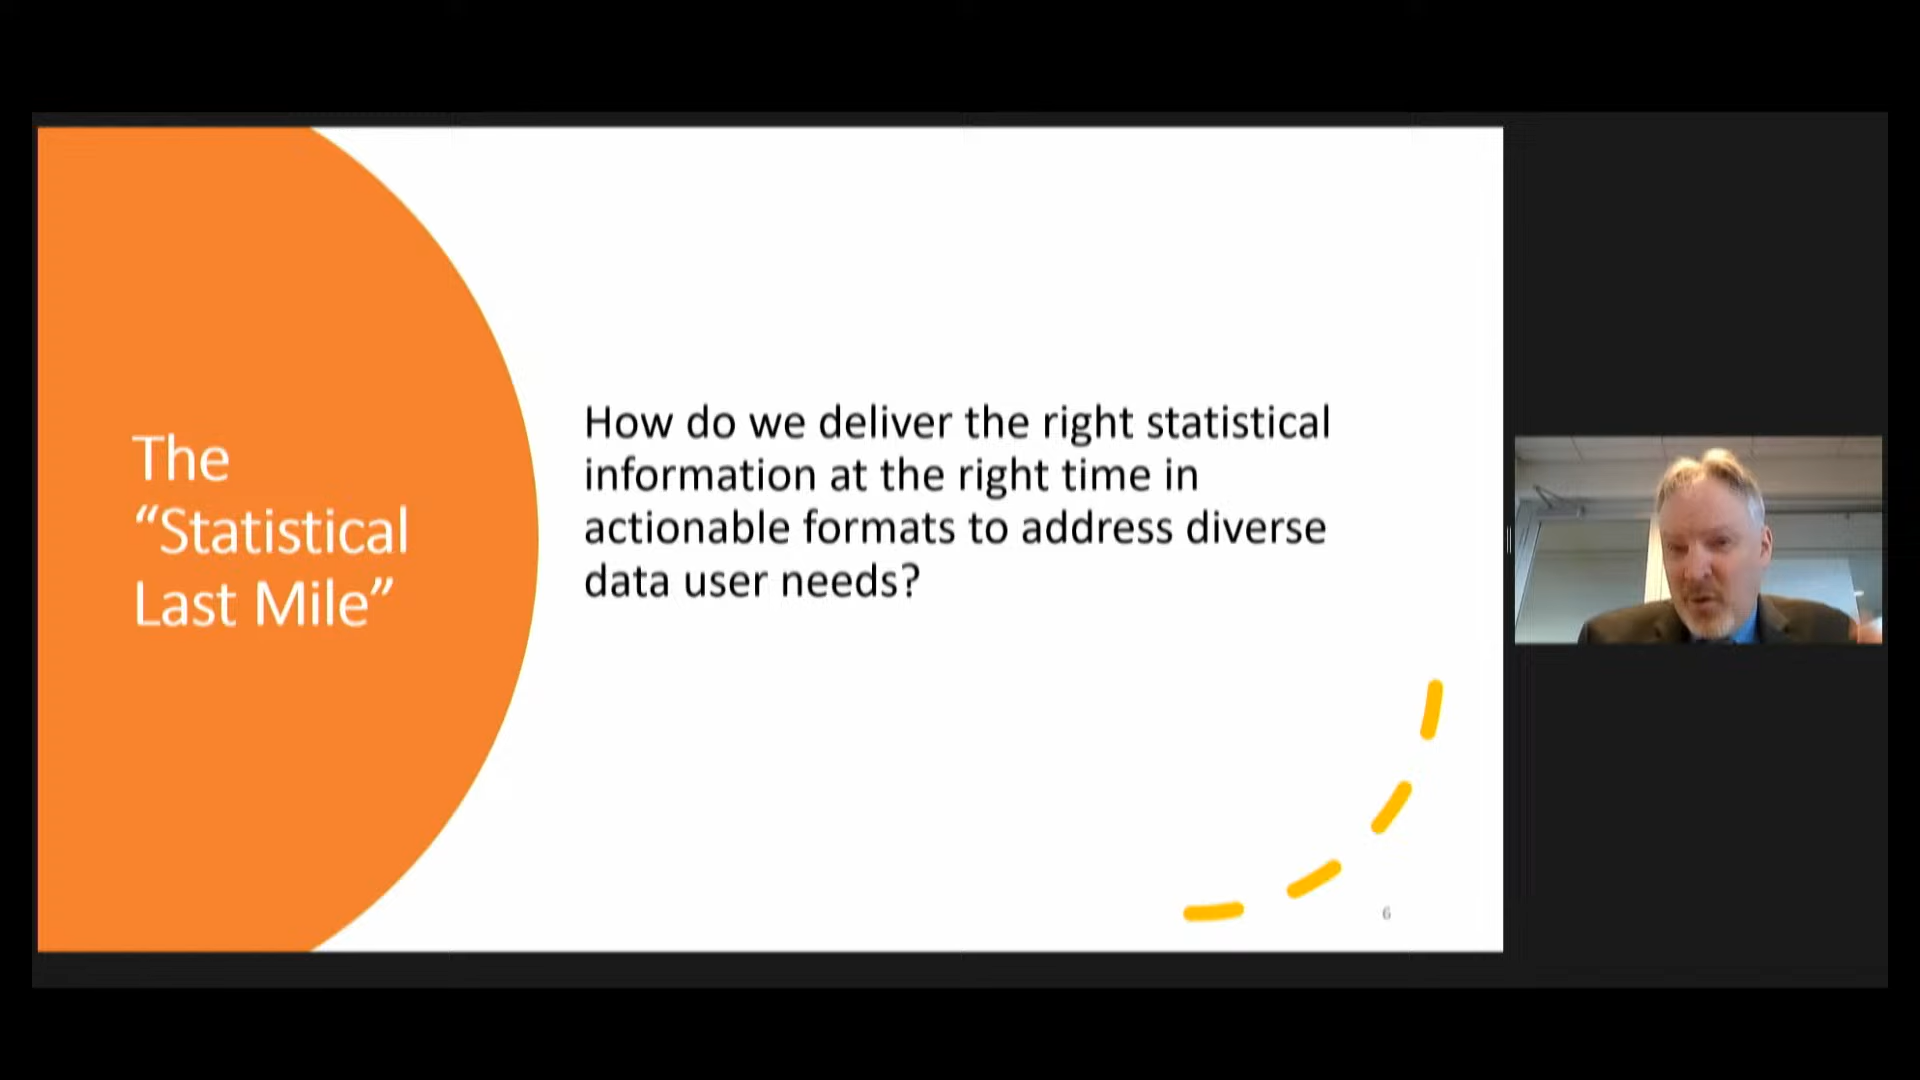 The
“Statistical
Last Mile”
How do we deliver the right statistical
information at the right time in
actionable formats to address diverse
data user needs?
6